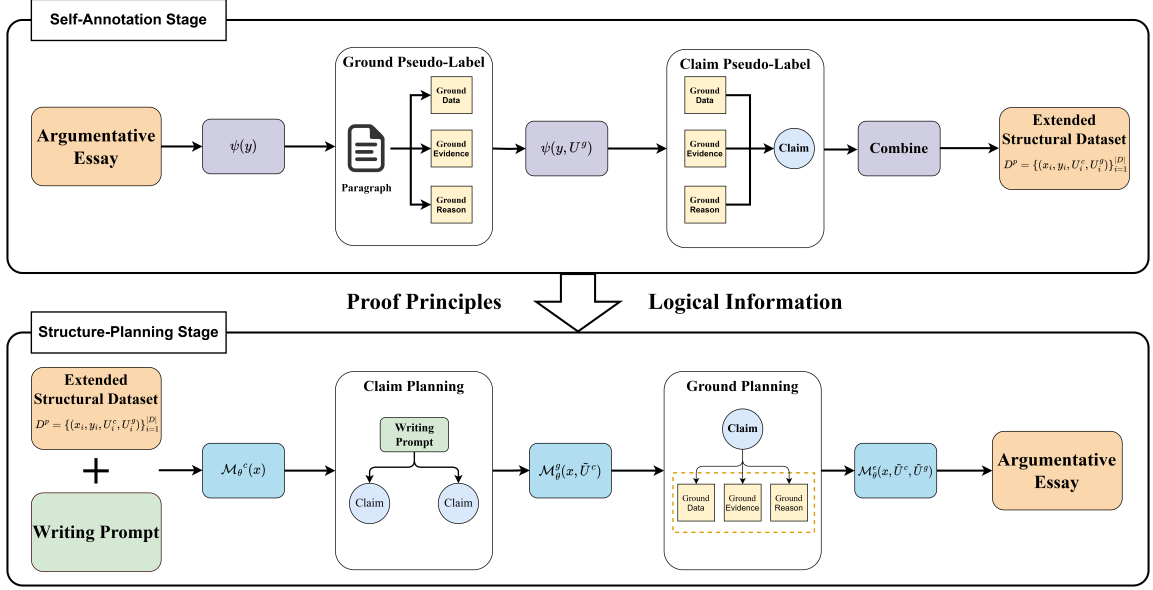 Self-Annotation Stage
Argumentative
Essay
ψ(y)
Ground Pseudo-Label
Paragraph
Ground
Data
Ground
Evidence
Ground
Reason
ψ(y, U^g)
Claim Pseudo-Label
Ground
Data
Ground
Evidence
Ground
Reason
Claim
Combine
Extended
Structural Dataset
D^p = {(x_i, y_i, U_i^c, U_i^g)}_{i=1}^{|D|}
Proof Principles
Logical Information
Structure-Planning Stage
Extended
Structural Dataset
D^p = {(x_i, y_i, U_i^c, U_i^g)}_{i=1}^{|D|}
+
Writing Prompt
M_θ^c(x)
Claim Planning
Writing
Prompt
Claim
Claim
M_θ^g(x, Ũ^c)
Ground Planning
Claim
Ground
Data
Ground
Evidence
Ground
Reason
M_θ^e(x, Ũ^c, Ũ^g)
Argumentative
Essay